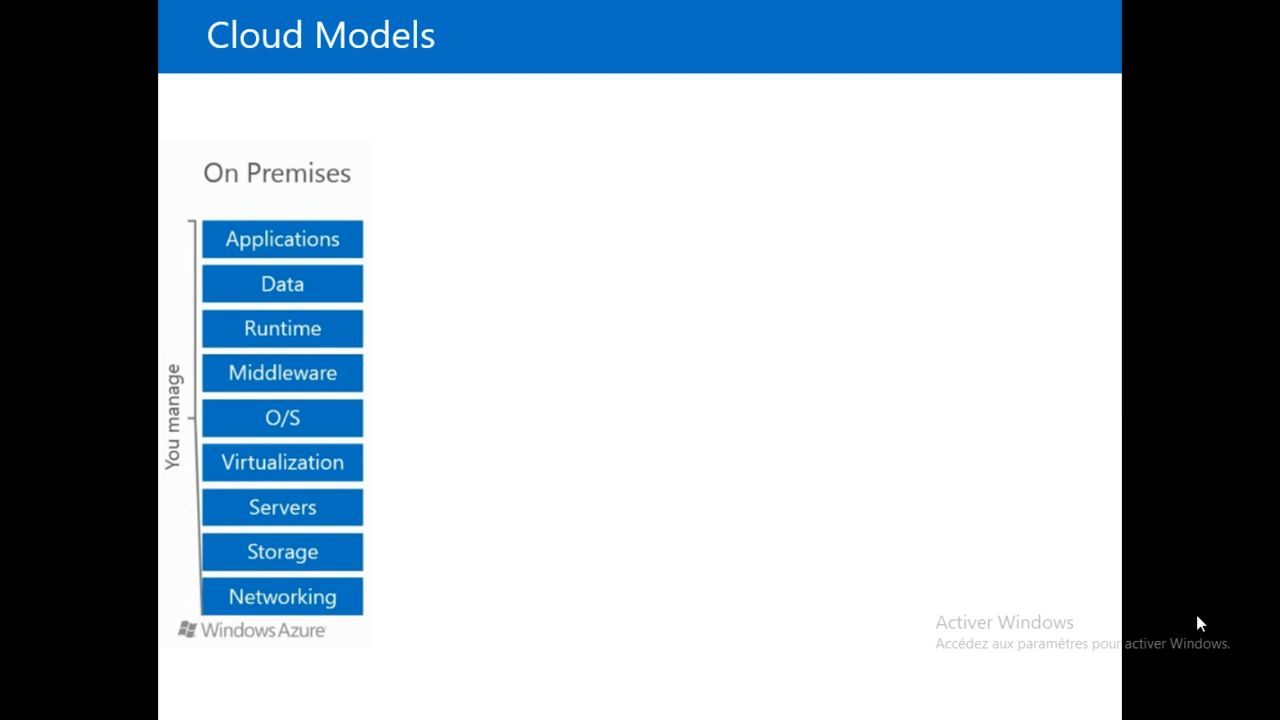 Cloud Models
On Premises
Applications
Data
Runtime
Middleware
You manage
O/S
Virtualization
Servers
Storage
Networking
Windows Azure
Activer Windows
Accédez aux paramètres pour activer Windows.